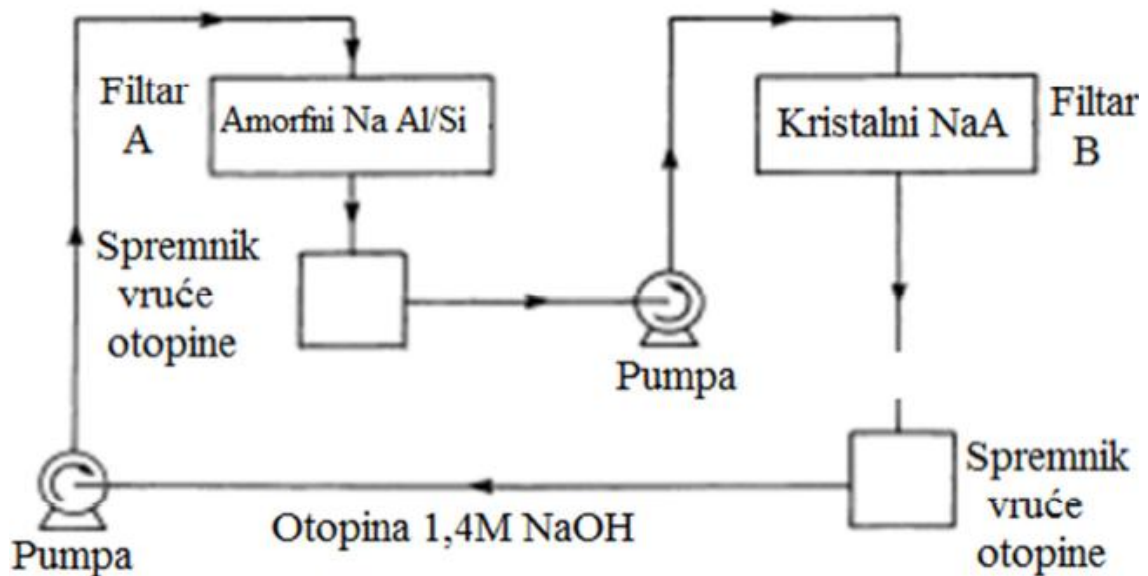 Filtar
A
Amorfni Na Al/Si
Kristalni NaA
Filtar
B
Spremnik
vruće
otopine
Pumpa
Spremnik
vruće
otopine
Otopina 1,4M NaOH
Pumpa